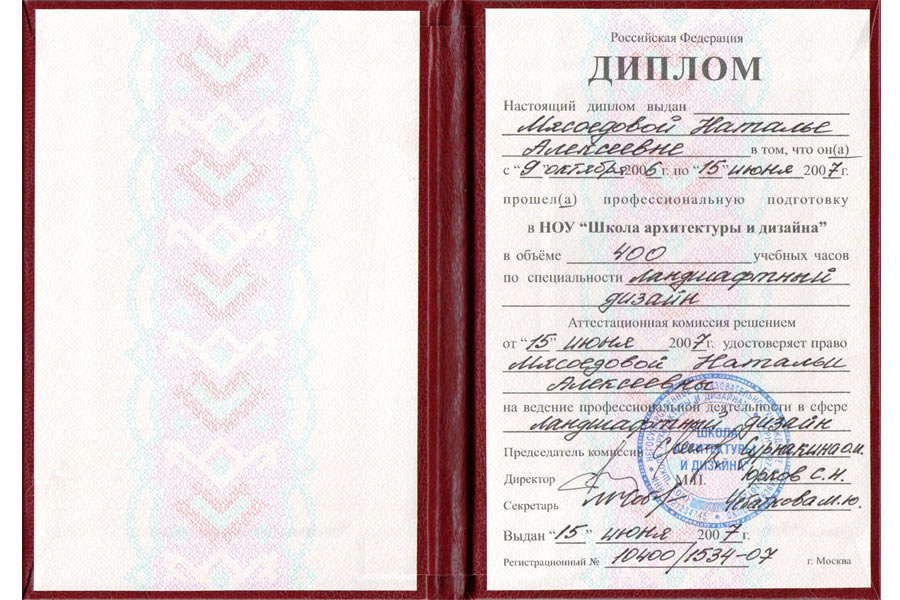 Российская Федерация
ДИПЛОМ
Настоящий диплом выдан
Мясоедовой Наталье
Алексеевне в том, что он(а)
с “9” октября 2006 г. по “15” июня 2007 г.
прошел(а) профессиональную подготовку
в НОУ “Школа архитектуры и дизайна”
в объёме 400 учебных часов
по специальности ландшафтный
дизайн
Аттестационная комиссия решением
от “15” июня 2007 г. удостоверяет право
Мясоедовой Натальи
Алексеевны
на ведение профессиональной деятельности в сфере
ландшафтный дизайн
Председатель комиссии
Директор М.П. Юрков С.Н.
Секретарь
ШКОЛА
АРХИТЕКТУРЫ
И ДИЗАЙНА
Выдан “15” июня 2007 г.
Регистрационный № 10400/1534-07 г. Москва